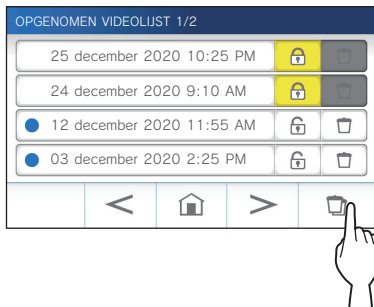 OPGENOMEN VIDEOLIJST 1/2
25 december 2020 10:25 PM
24 december 2020 9:10 AM
12 december 2020 11:55 AM
03 december 2020 2:25 PM